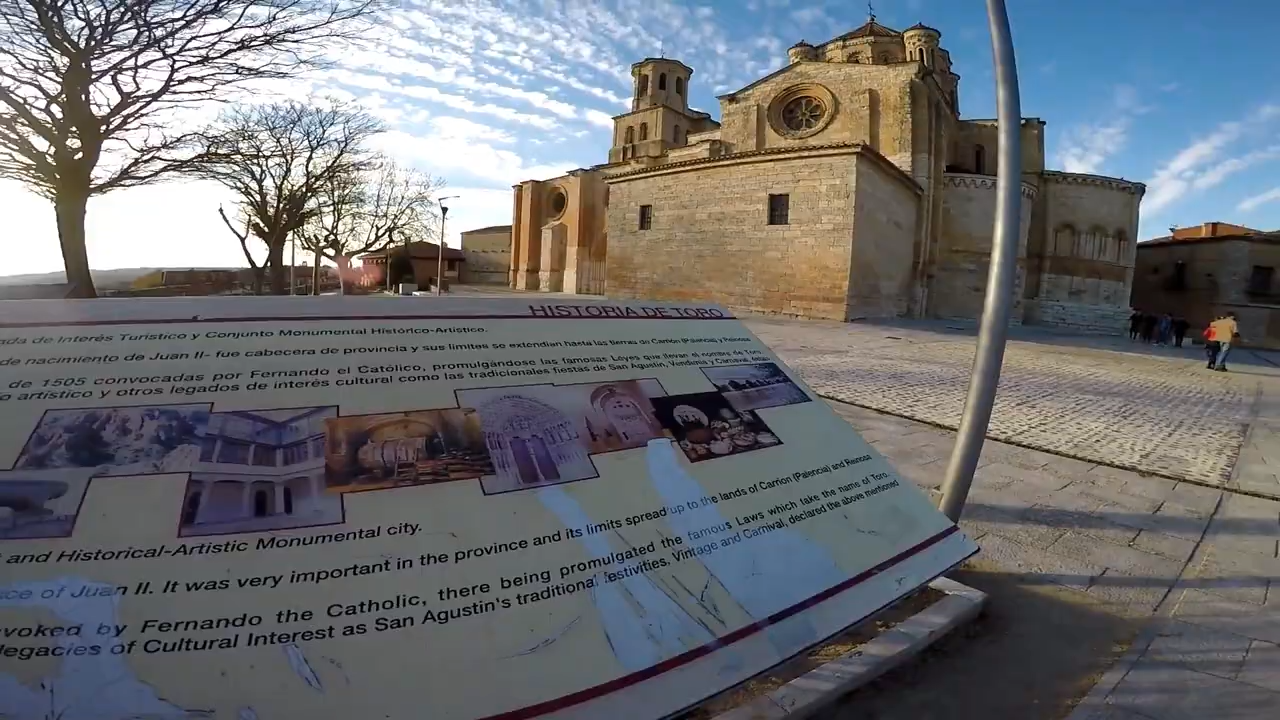 HISTORIA DE TORO
ada de Interés Turístico y Conjunto Monumental Histórico-Artístico.
de nacimiento de Juan II- fue cabecera de provincia y sus límites se extendían hasta las tierras de Carrión (Palencia) y Reinosa
de 1505 convocadas por Fernando el Católico, promulgándose las famosas Leyes que llevan el nombre de Toro.
o artístico y otros legados de interés cultural como las tradicionales fiestas de San Agustín, Vendimia y Carnaval,
and Historical-Artistic Monumental city.
ce of Juan II. It was very important in the province and its limits spread up to the lands of Carrión (Palencia) and Reinosa
voked by Fernando the Catholic, there being promulgated the famous Laws which take the name of Toro.
legacies of Cultural Interest as San Agustin's traditional festivities, Vintage and Carnival, declared the above mentioned